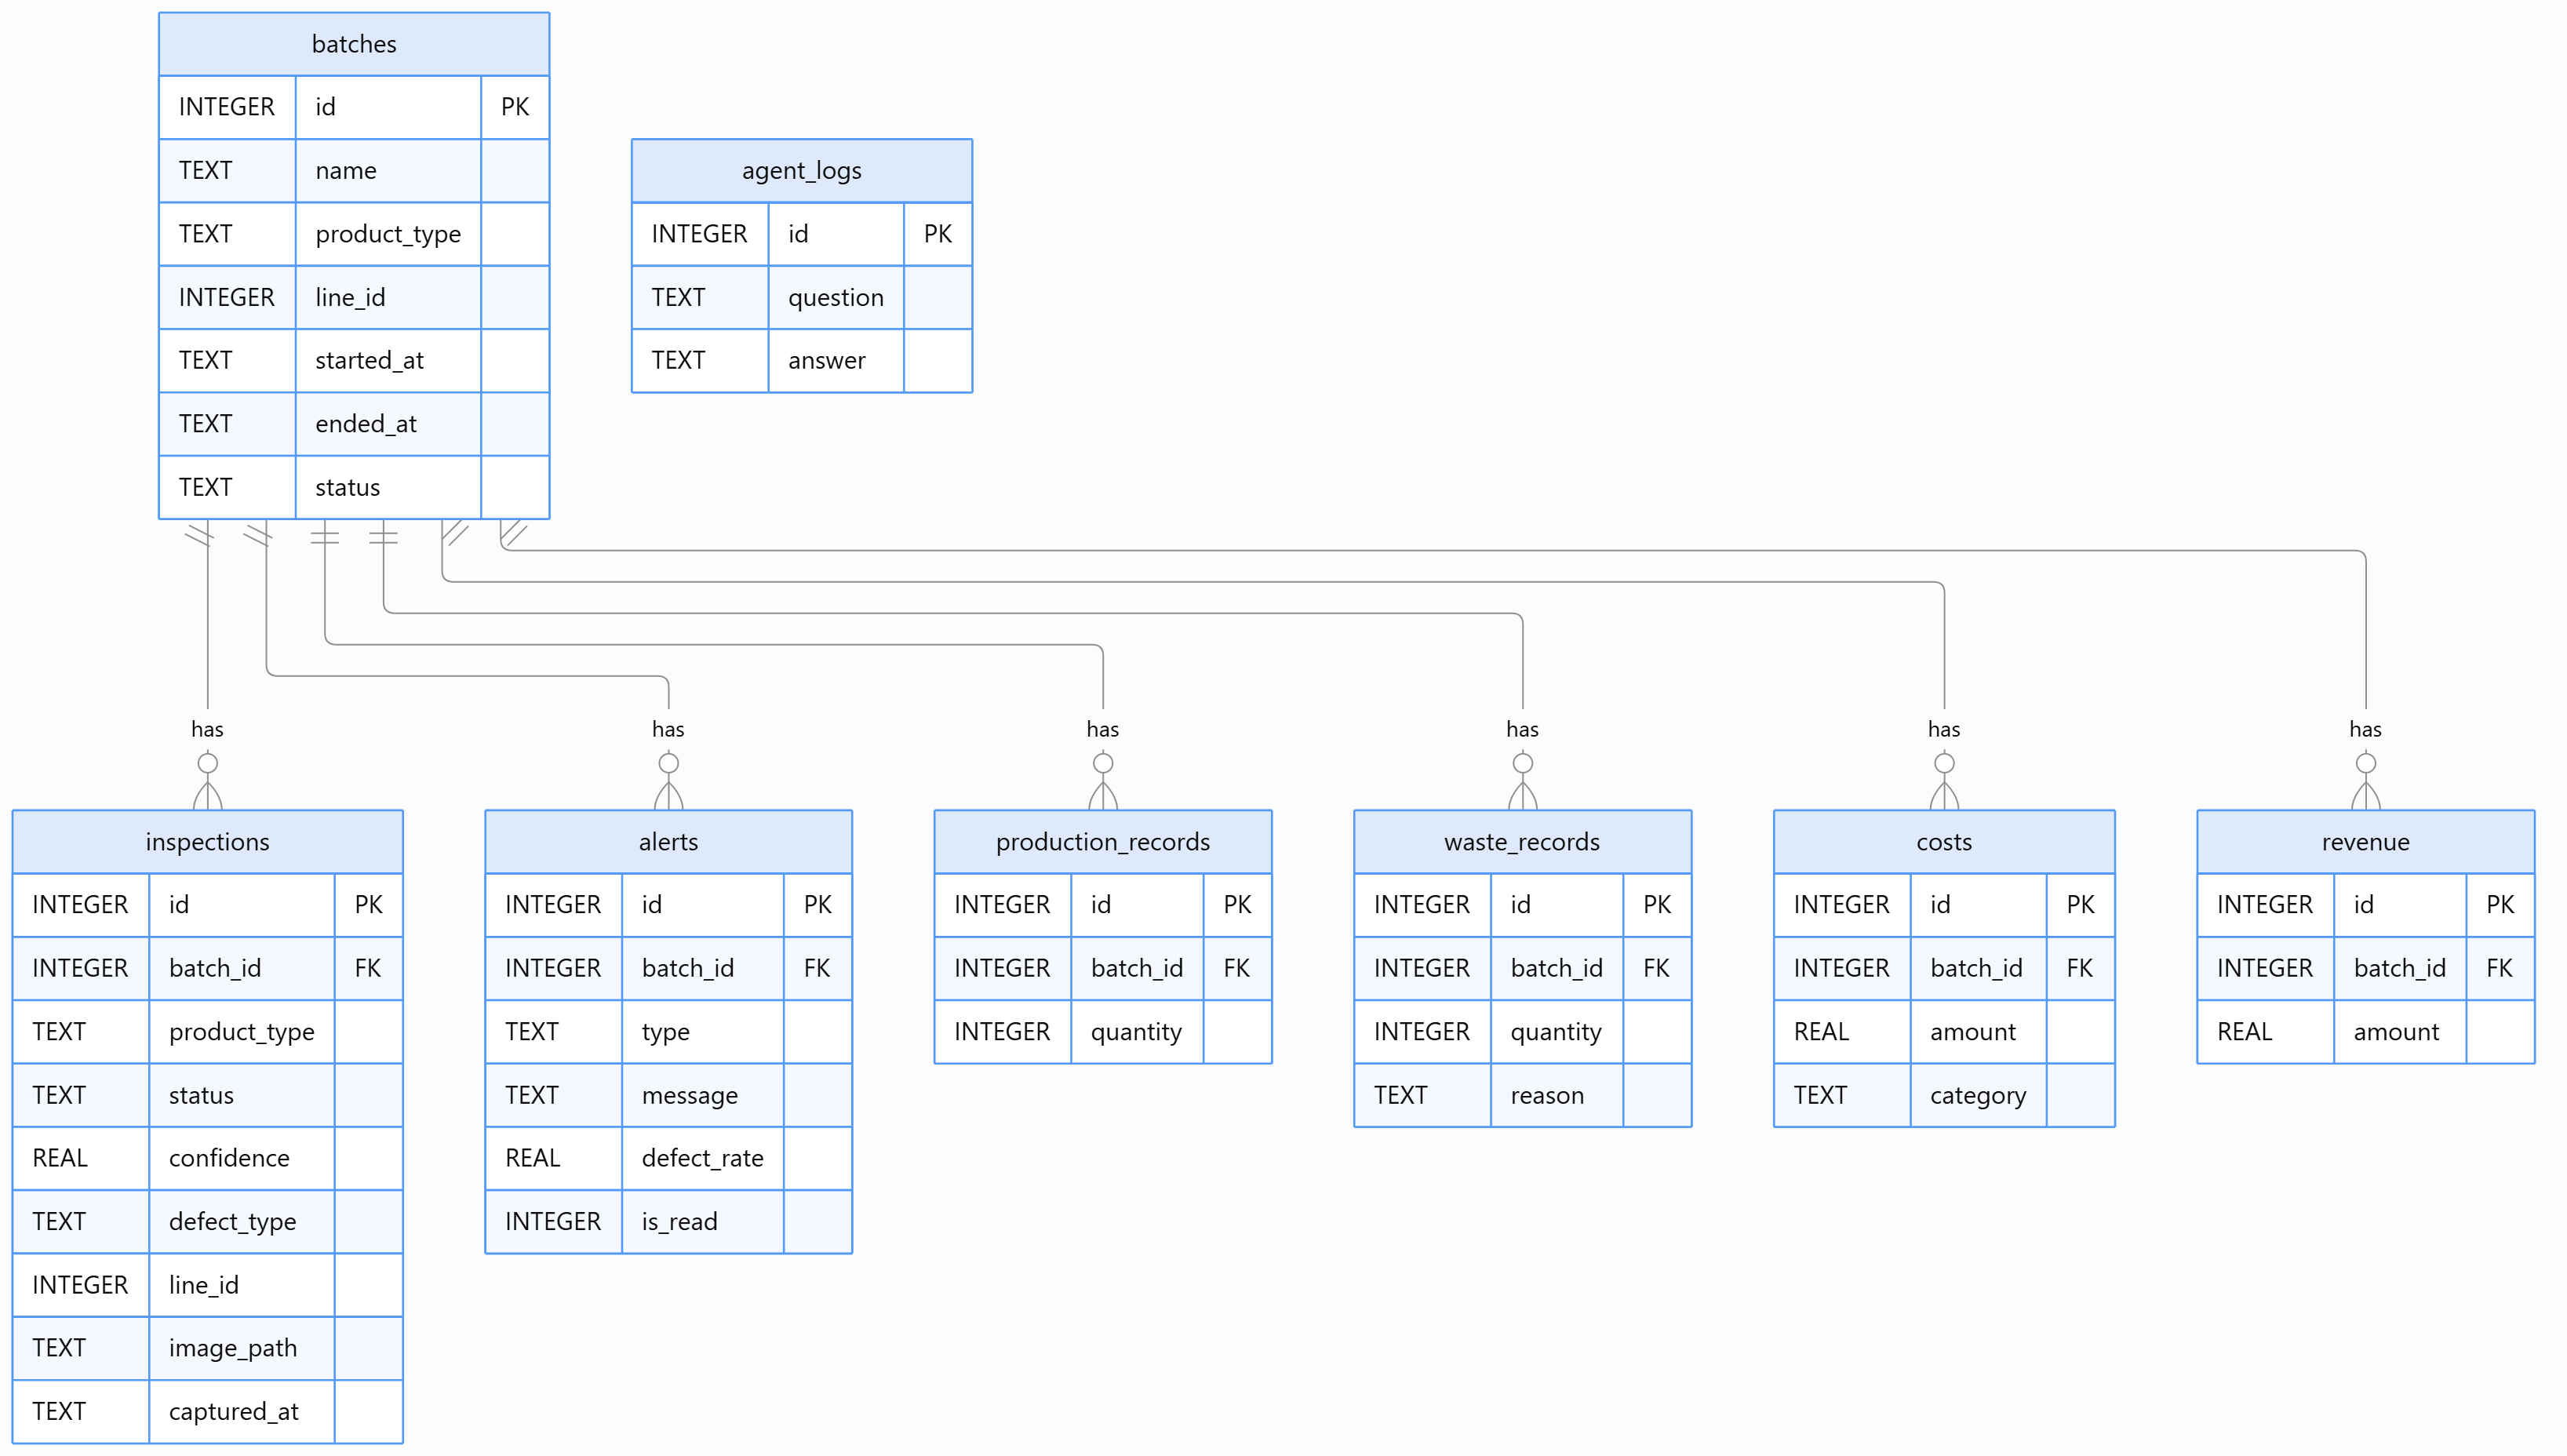 batches
INTEGER id PK
TEXT name
TEXT product_type
INTEGER line_id
TEXT started_at
TEXT ended_at
TEXT status
agent_logs
INTEGER id PK
TEXT question
TEXT answer
has
has
has
has
has
has
inspections
INTEGER id PK
INTEGER batch_id FK
TEXT product_type
TEXT status
REAL confidence
TEXT defect_type
INTEGER line_id
TEXT image_path
TEXT captured_at
alerts
INTEGER id PK
INTEGER batch_id FK
TEXT type
TEXT message
REAL defect_rate
INTEGER is_read
production_records
INTEGER id PK
INTEGER batch_id FK
INTEGER quantity
waste_records
INTEGER id PK
INTEGER batch_id FK
INTEGER quantity
TEXT reason
costs
INTEGER id PK
INTEGER batch_id FK
REAL amount
TEXT category
revenue
INTEGER id PK
INTEGER batch_id FK
REAL amount